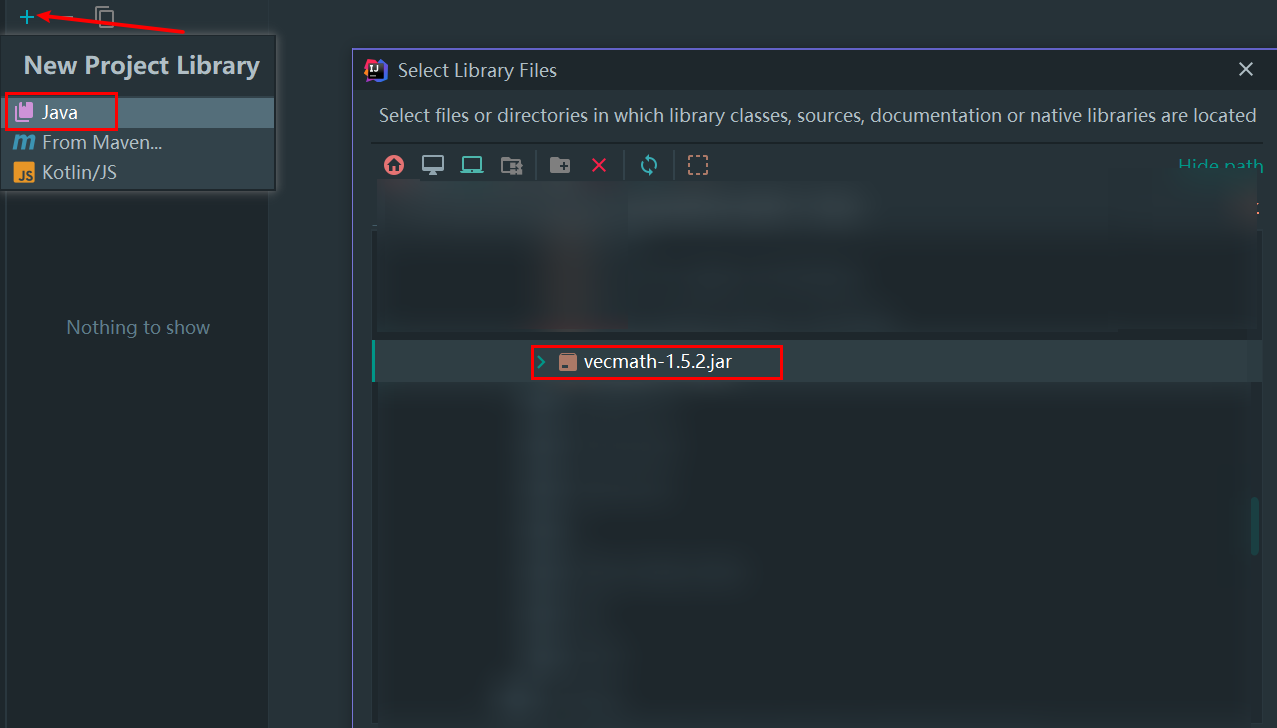 New Project Library
Java
From Maven...
Kotlin/JS
Nothing to show
Select Library Files
Select files or directories in which library classes, sources, documentation or native libraries are located
Hide path
vecmath-1.5.2.jar